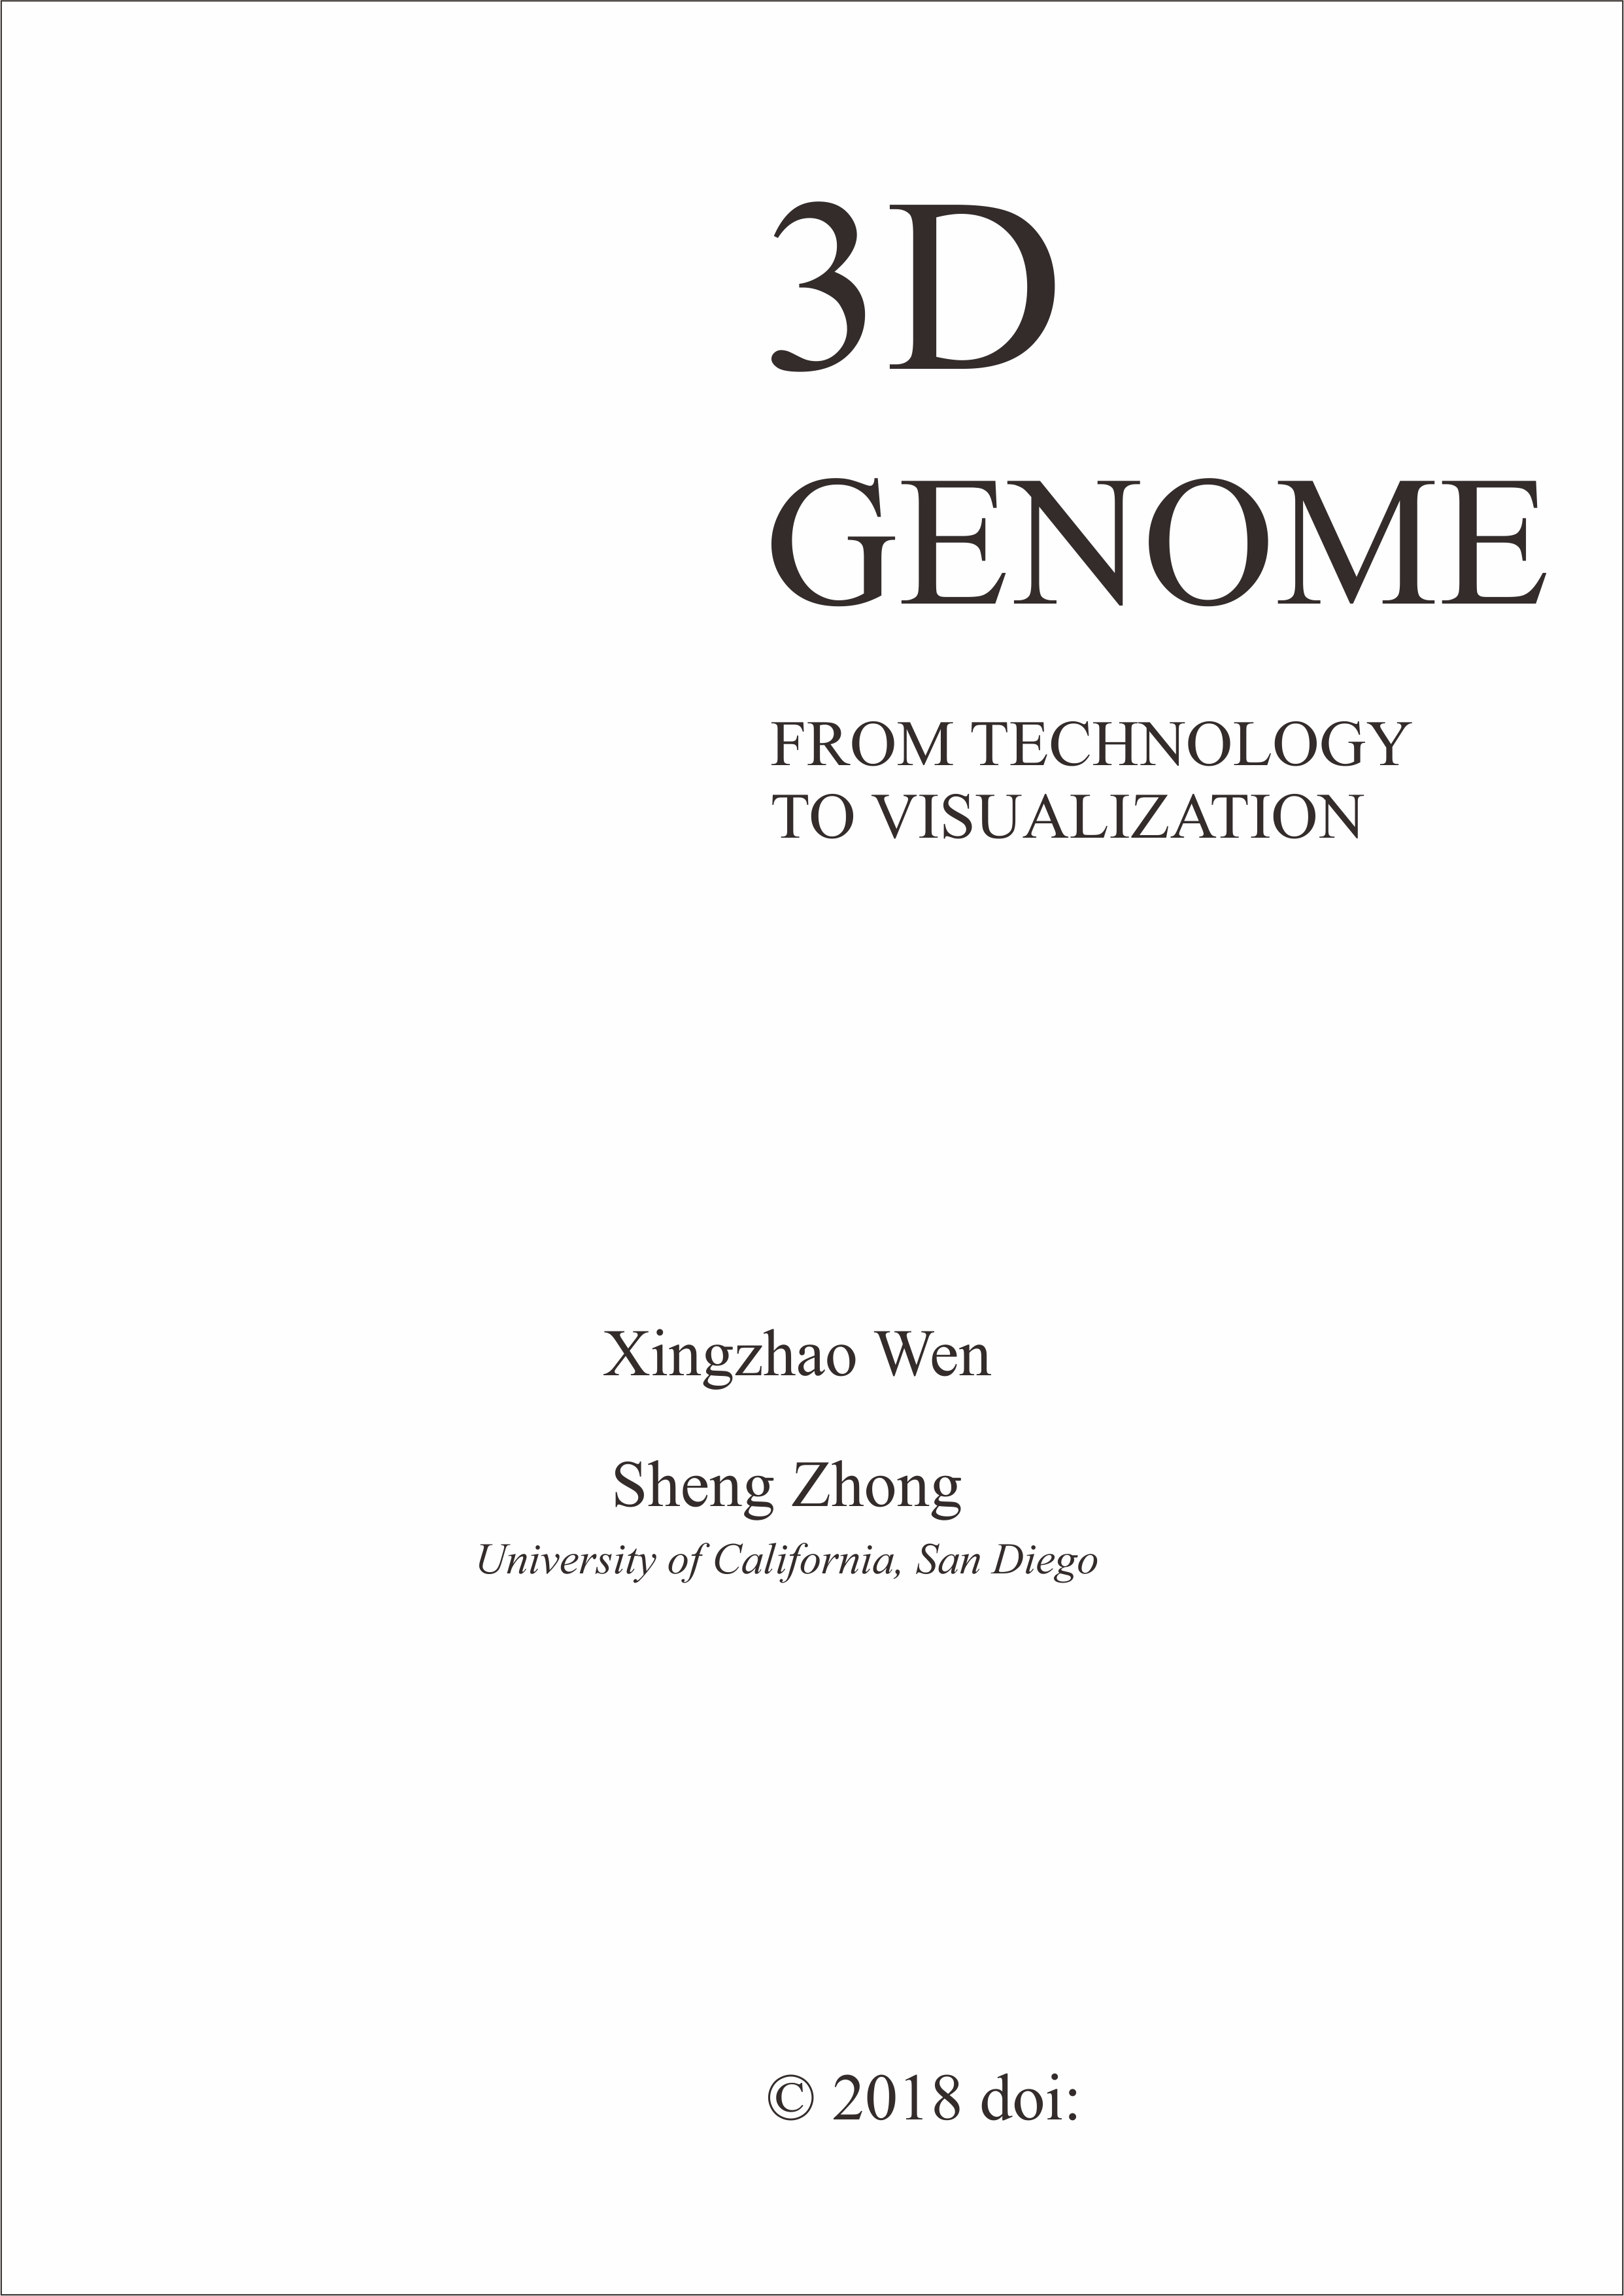 3D
GENOME
FROM TECHNOLOGY
TO VISUALIZATION
Xingzhao Wen
Sheng Zhong
University of California, San Diego
© 2018 doi: